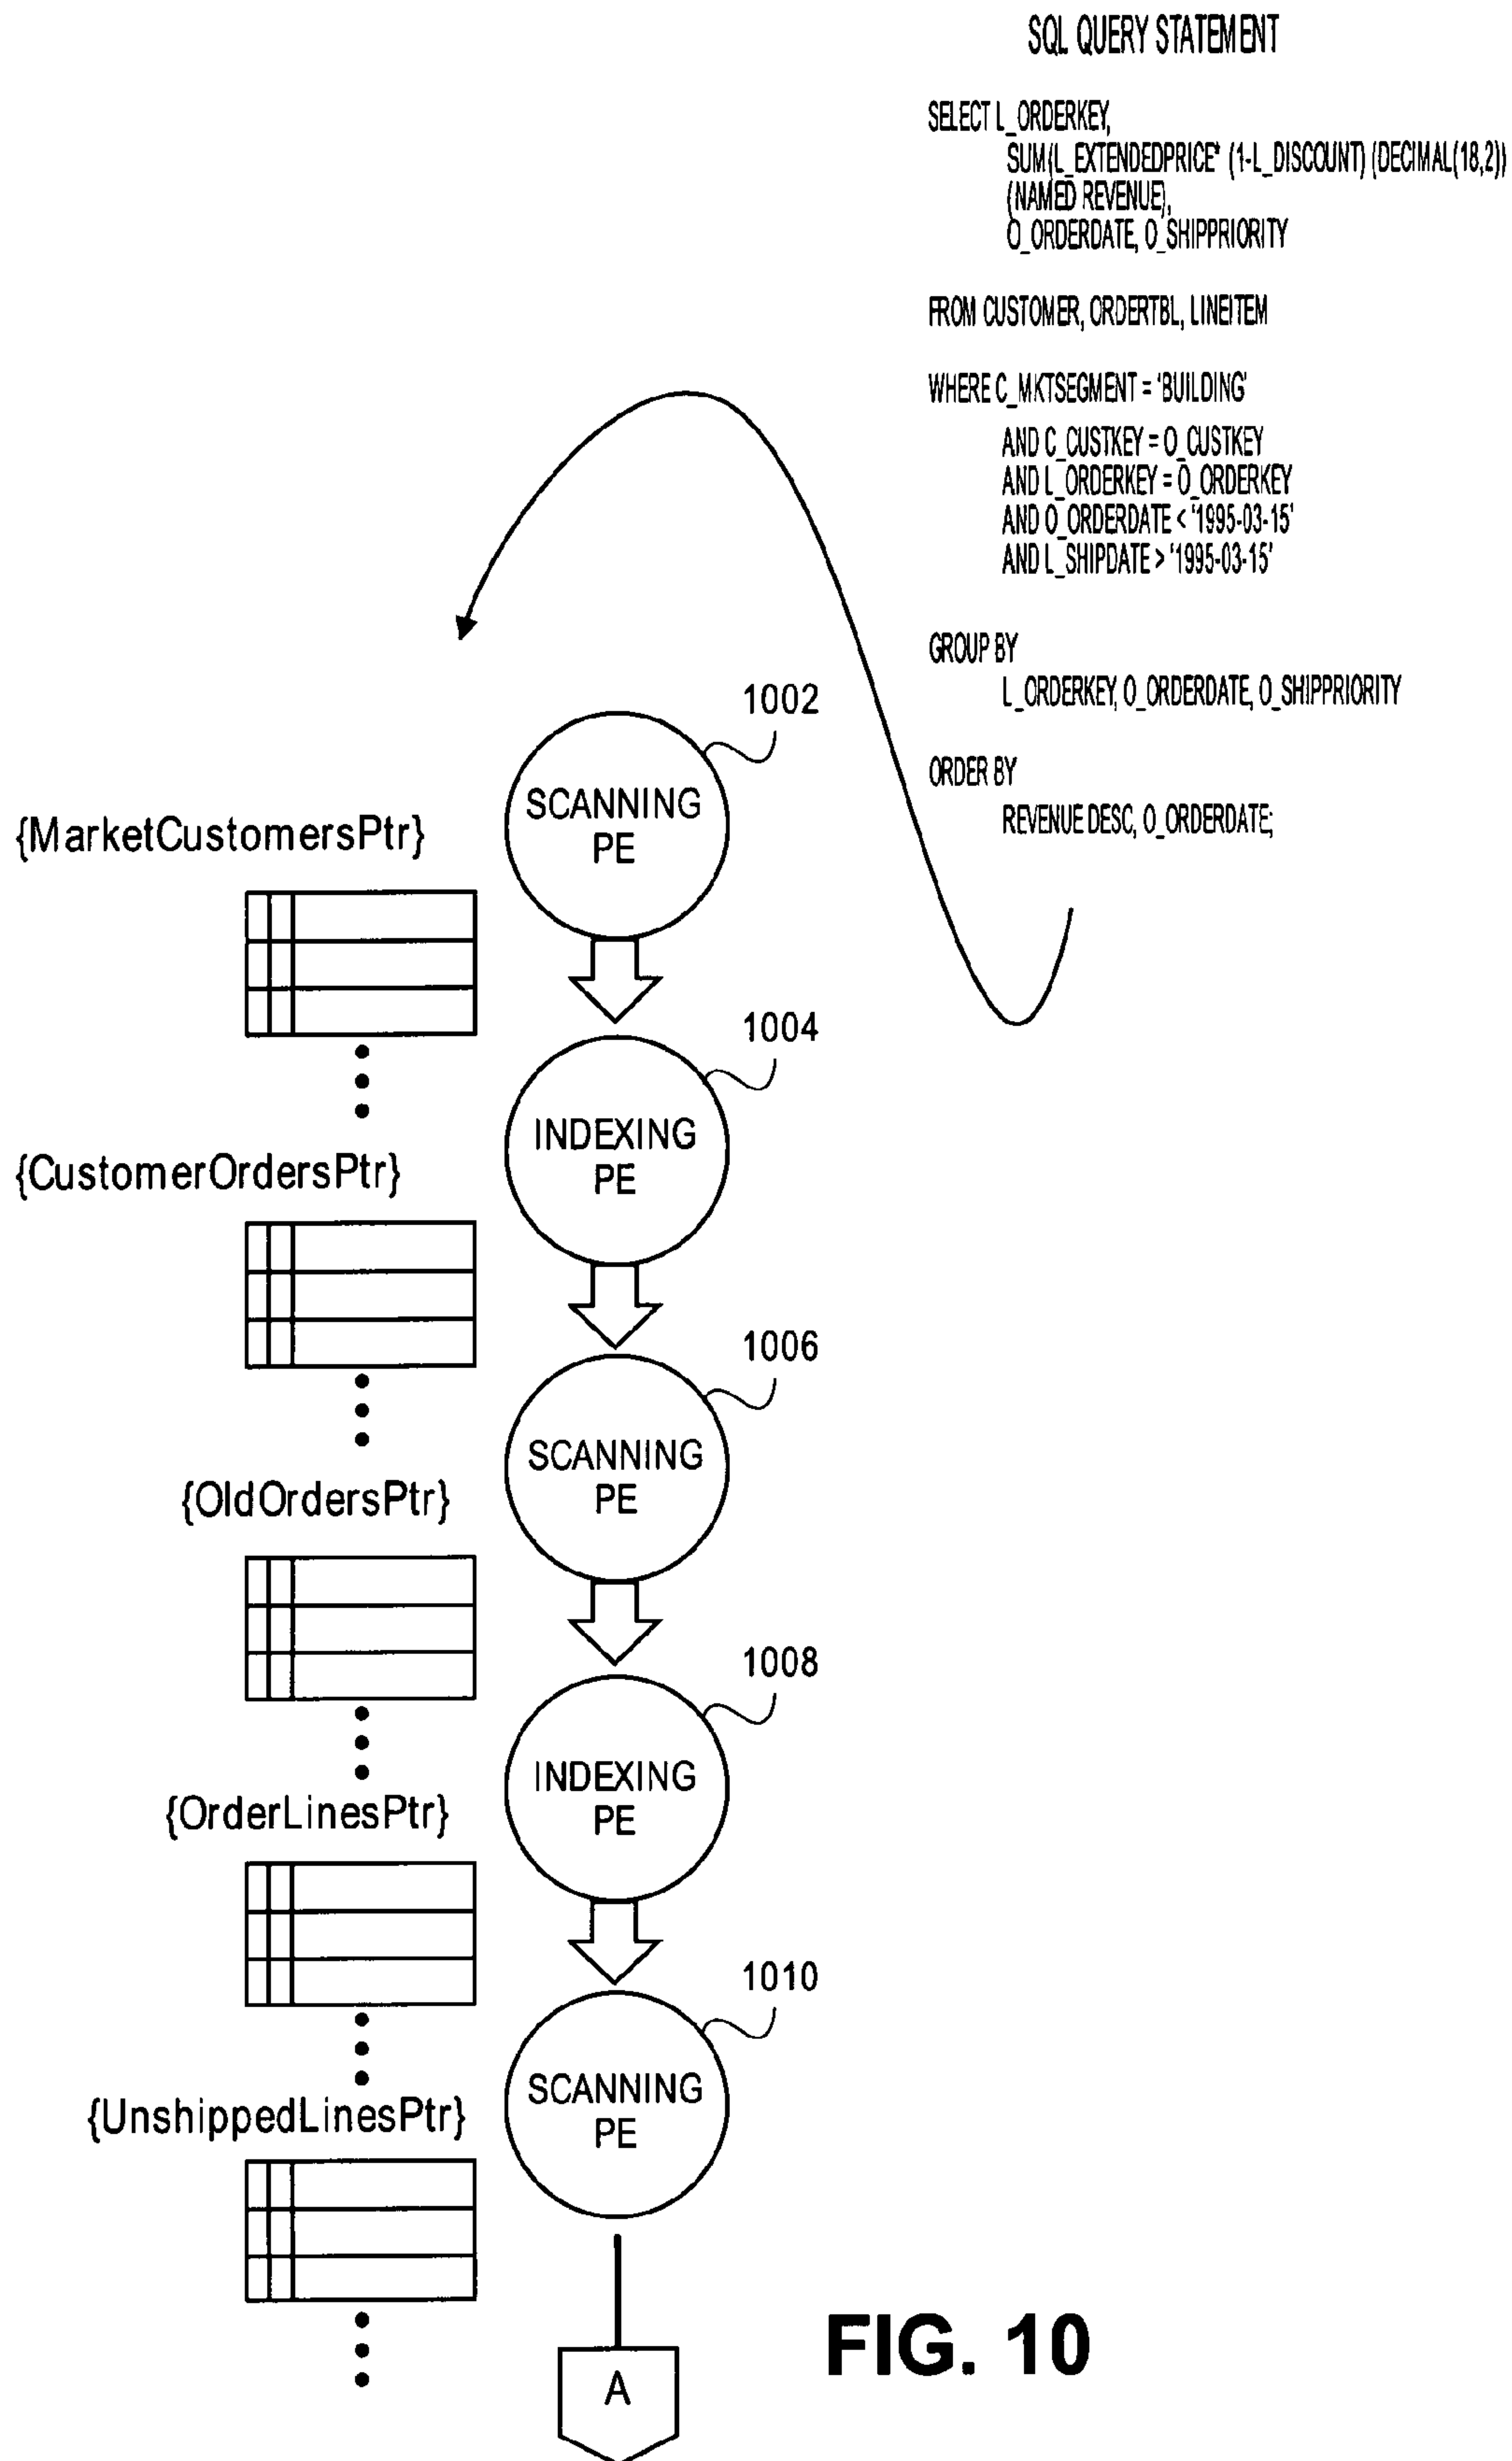 SQL QUERY STATEMENT
SELECT L_ORDERKEY,
SUM(L_EXTENDEDPRICE* (1-L_DISCOUNT) (DECIMAL(18,2))
(NAMED REVENUE),
O_ORDERDATE, O_SHIPPRIORITY
FROM CUSTOMER, ORDERTBL, LINEITEM
WHERE C_MKTSEGMENT = 'BUILDING'
AND C_CUSTKEY = O_CUSTKEY
AND L_ORDERKEY = O_ORDERKEY
AND O_ORDERDATE < '1995-03-15'
AND L_SHIPDATE > '1995-03-15'
GROUP BY
L_ORDERKEY, O_ORDERDATE, O_SHIPPRIORITY
ORDER BY
REVENUE DESC, O_ORDERDATE;
1002
SCANNING
PE
{MarketCustomersPtr}
1004
INDEXING
PE
{CustomerOrdersPtr}
1006
SCANNING
PE
{OldOrdersPtr}
1008
INDEXING
PE
{OrderLinesPtr}
1010
SCANNING
PE
{UnshippedLinesPtr}
A
FIG. 10